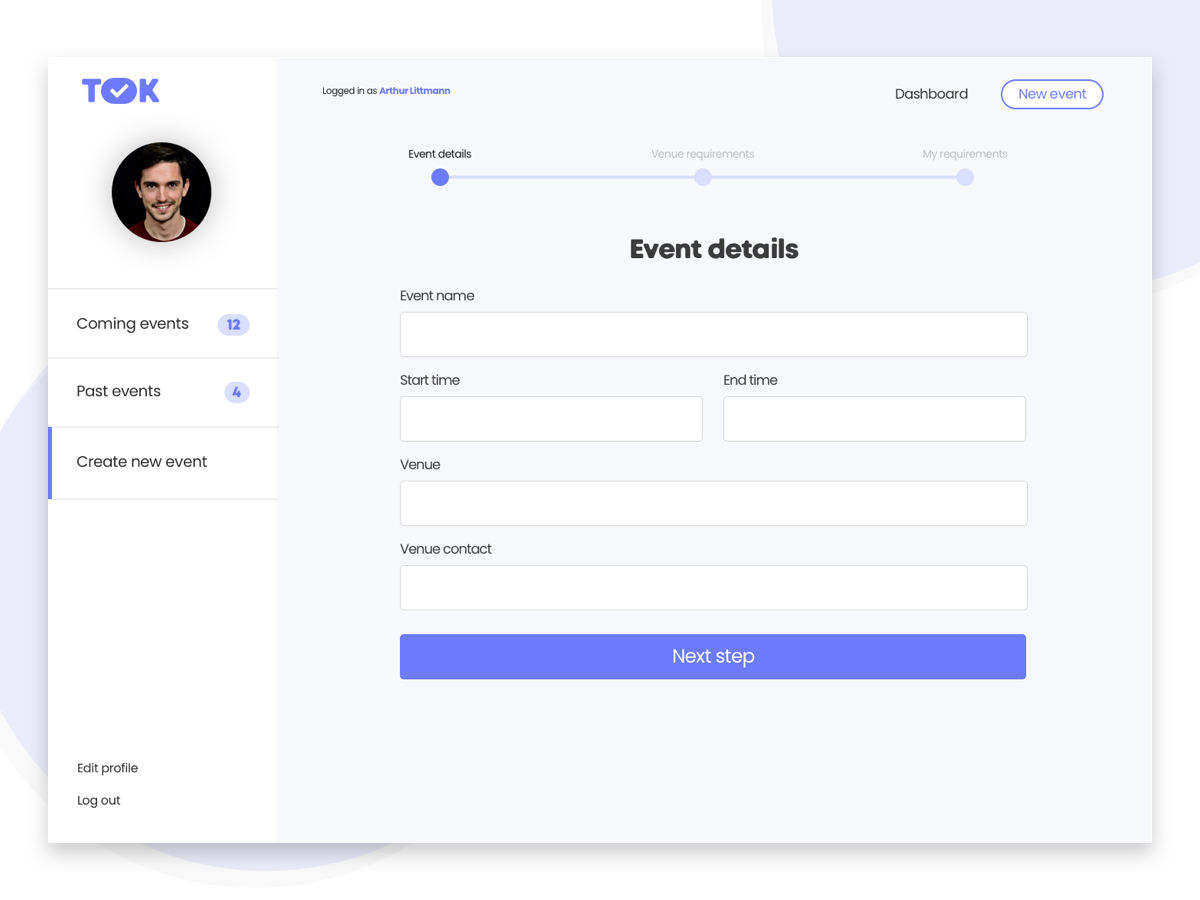 TOK
Logged in as Arthur Littmann
Dashboard
New event
Event details
Venue requirements
My requirements
Coming events
12
Past events
4
Create new event
Edit profile
Log out
Event details
Event name
Start time
End time
Venue
Venue contact
Next step